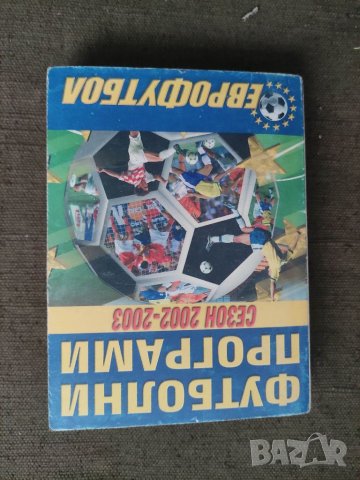 ФУТБОЛНИ
ПРОГРАМИ
СЕЗОН 2002-2003
ЕВРОФУТБОЛ
BAZAR